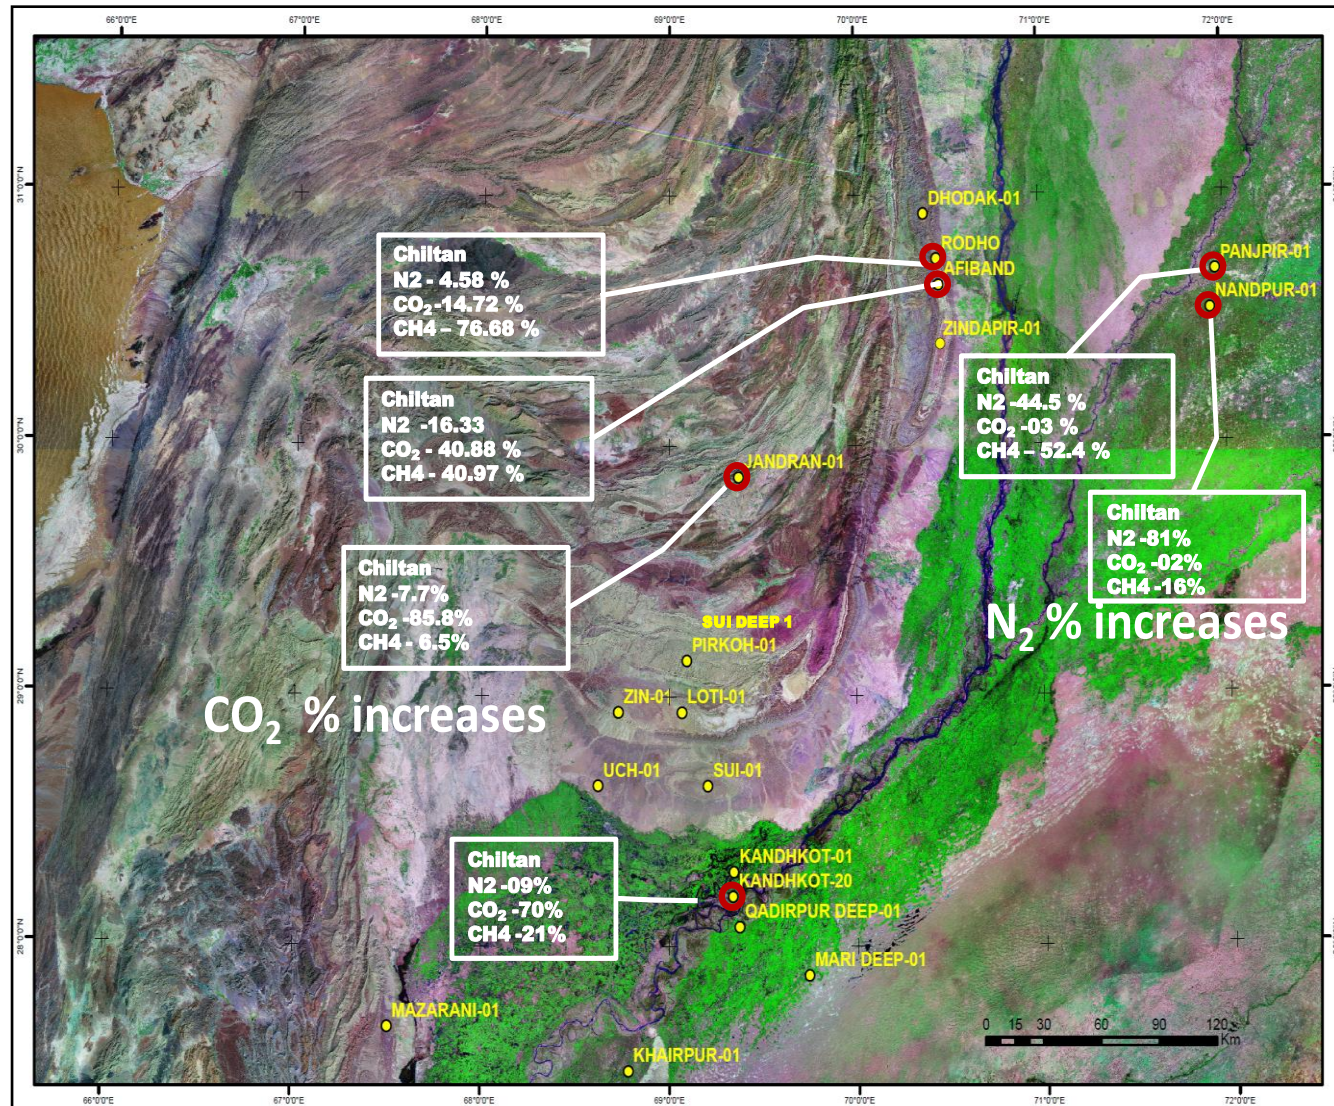 66°0'0"E 67°0'0"E 68°0'0"E 69°0'0"E 70°0'0"E 71°0'0"E 72°0'0"E
31°0'0"N
DHODAK-01
Chiltan
N2 - 4.58 %
CO₂ -14.72 %
CH4 – 76.68 %
RODHO
AFIBAND
PANJPIR-01
NANDPUR-01
ZINDAPIR-01
Chiltan
N2 -16.33
CO₂ - 40.88 %
CH4 - 40.97 %
Chiltan
N2 -44.5 %
CO₂ -03 %
CH4 – 52.4 %
30°0'0"N
JANDRAN-01
Chiltan
N2 -81%
CO₂ -02%
CH4 -16%
Chiltan
N2 -7.7%
CO₂ -85.8%
CH4 - 6.5%
N₂ % increases
SUI DEEP 1
PIRKOH-01
29°0'0"N
CO₂ % increases
ZIN-01 LOTI-01
UCH-01 SUI-01
Chiltan
N2 -09%
CO₂ -70%
CH4 -21%
KANDHKOT-01
KANDHKOT-20
QADIRPUR DEEP-01
28°0'0"N
MARI DEEP-01
MAZARANI-01
KHAIRPUR-01
0 15 30 60 90 120
Km
66°0'0"E 67°0'0"E 68°0'0"E 69°0'0"E 70°0'0"E 71°0'0"E 72°0'0"E